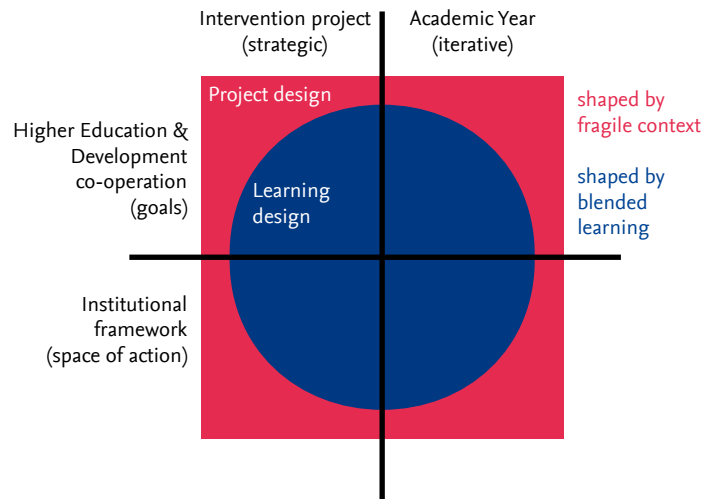 Intervention project
(strategic)
Academic Year
(iterative)
Project design
shaped by
fragile context
Higher Education &
Development
co-operation
(goals)
Learning
design
shaped by
blended
learning
Institutional
framework
(space of action)